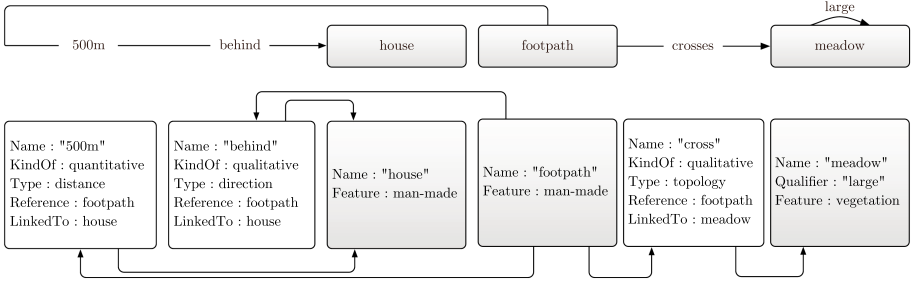 large
500m
behind
house
footpath
crosses
meadow
Name : "500m"
KindOf : quantitative
Type : distance
Reference : footpath
LinkedTo : house
Name : "behind"
KindOf : qualitative
Type : direction
Reference : footpath
LinkedTo : house
Name : "house"
Feature : man-made
Name : "footpath"
Feature : man-made
Name : "cross"
KindOf : qualitative
Type : topology
Reference : footpath
LinkedTo : meadow
Name : "meadow"
Qualifier : "large"
Feature : vegetation